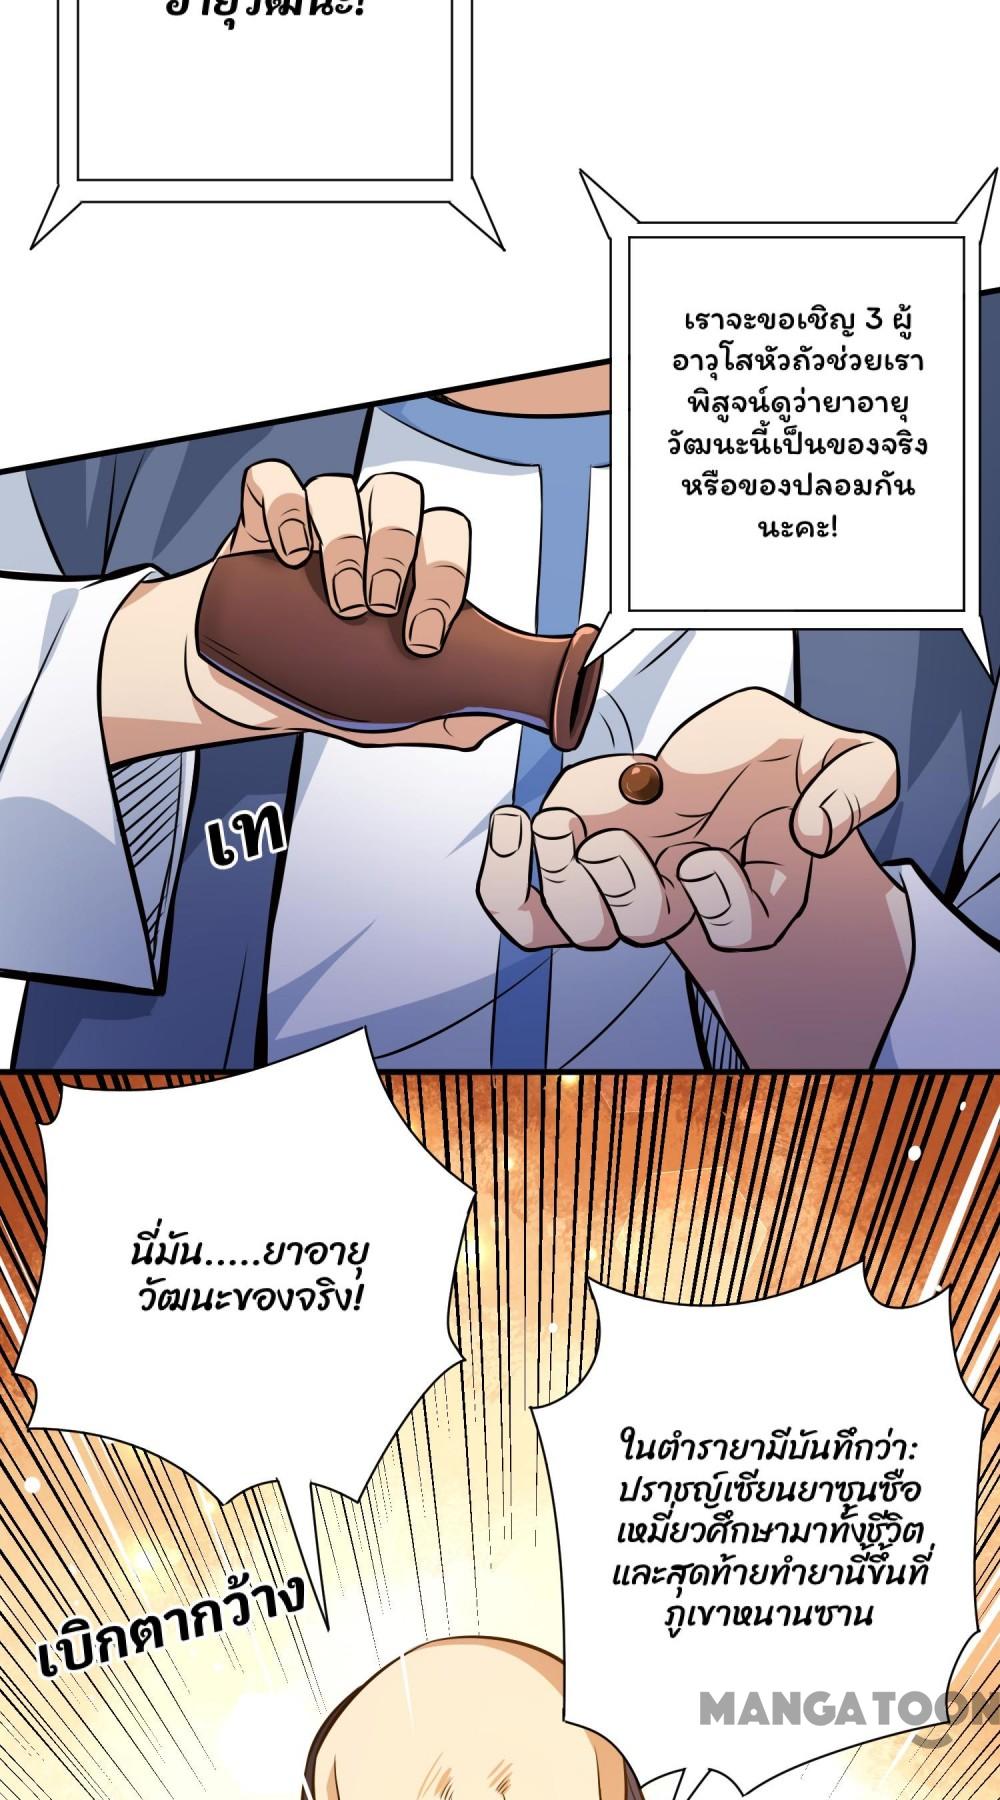 อายุวัฒนะ!
เราจะขอเชิญ 3 ผู้
อาวุโสหัวถัวช่วยเรา
พิสูจน์ดูว่ายาอายุ
วัฒนะนี้เป็นของจริง
หรือของปลอมกัน
นะคะ!
เท
นี่มัน.....ยาอายุ
วัฒนะของจริง!
ในตำรายามีบันทึกว่า:
ปราชญ์เซียนยาซุนซือ
เหมี่ยวศึกษามาทั้งชีวิต
และสุดท้ายทำยานี้ขึ้นที่
ภูเขาหนานซาน
เบิกตากว้าง
MANGATOON